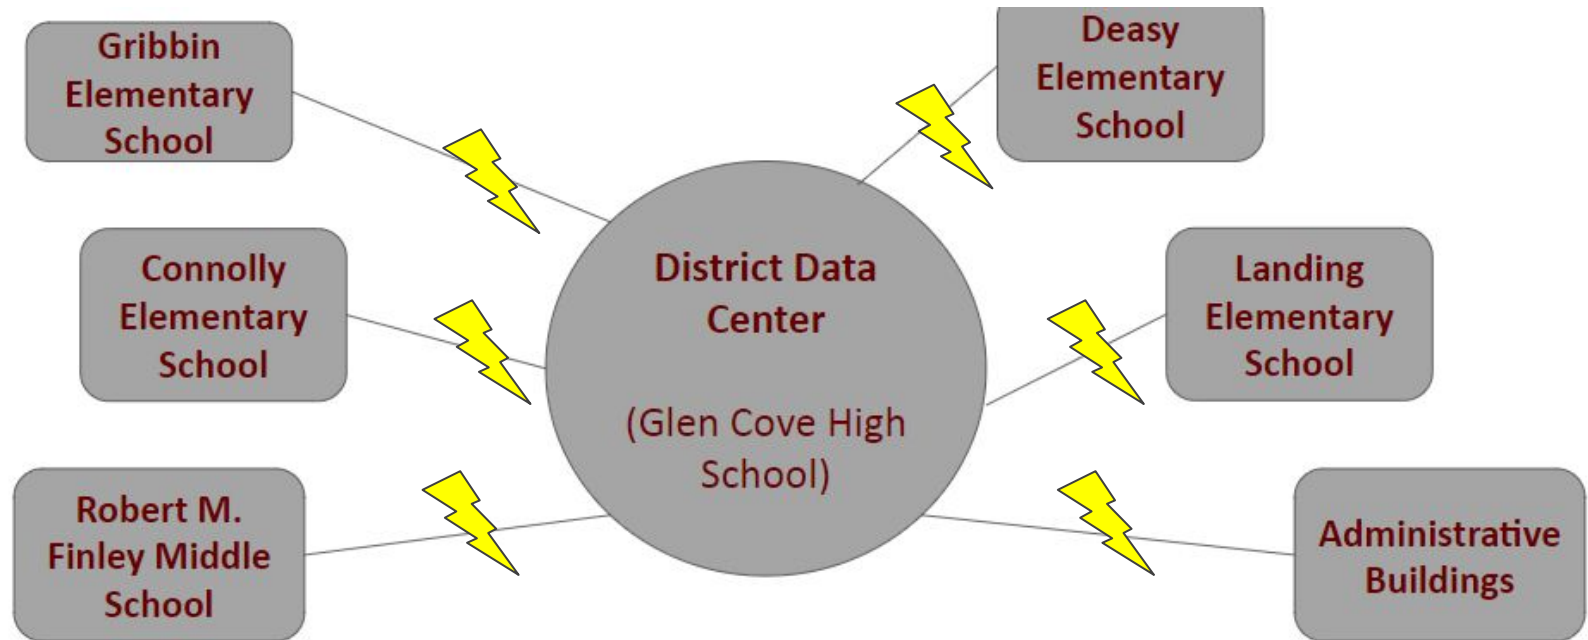 Gribbin
Elementary
School
Deasy
Elementary
School
Connolly
Elementary
School
District Data
Center
(Glen Cove High
School)
Landing
Elementary
School
Robert M.
Finley Middle
School
Administrative
Buildings